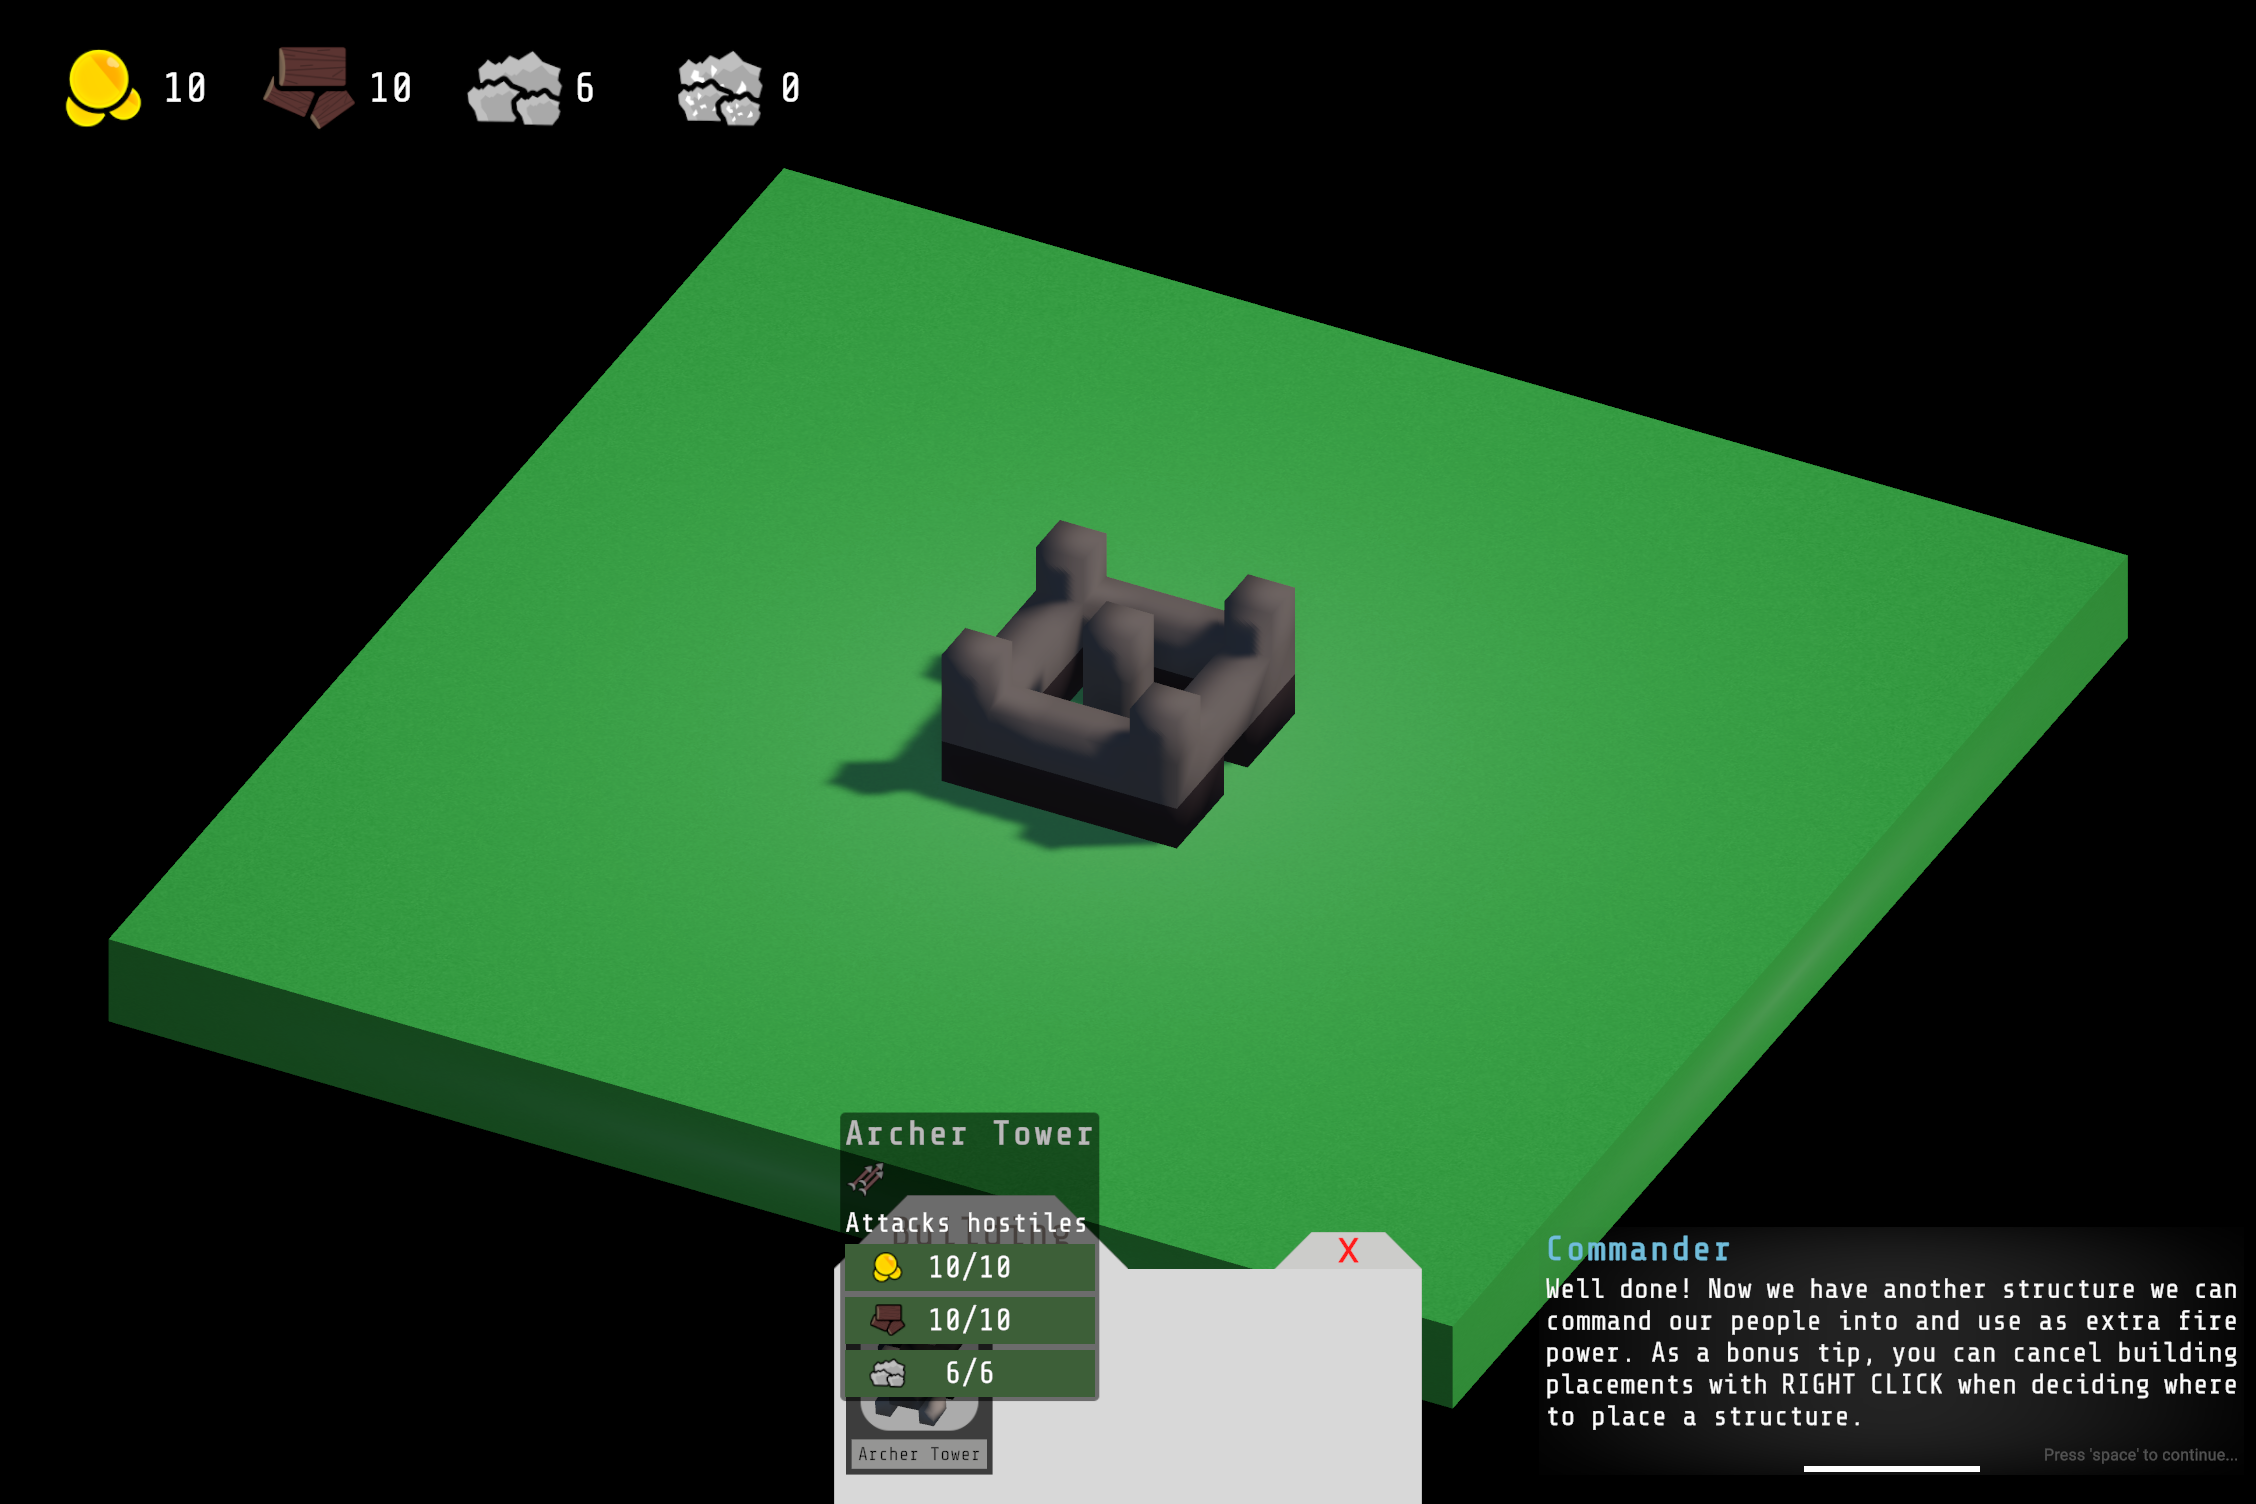 10 10 6 0
Archer Tower
Attacks hostiles
Building
10/10
10/10
6/6
Archer Tower
X
Commander
Well done! Now we have another structure we can
command our people into and use as extra fire
power. As a bonus tip, you can cancel building
placements with RIGHT CLICK when deciding where
to place a structure.
Press 'space' to continue...